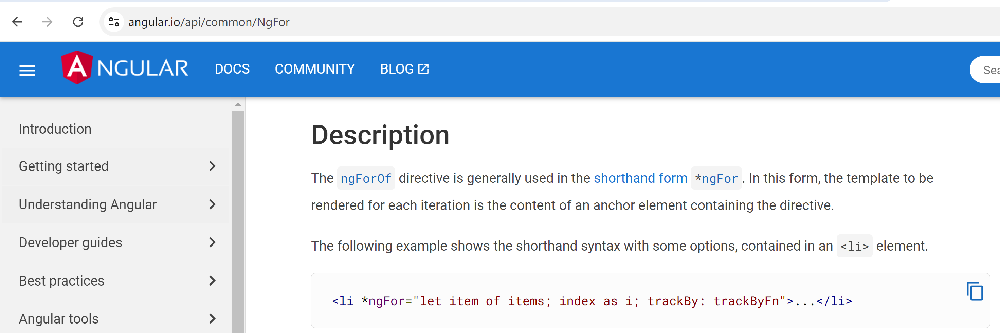 angular.io/api/common/NgFor
ANGULAR DOCS COMMUNITY BLOG
Introduction
Getting started
Understanding Angular
Developer guides
Best practices
Angular tools
Description
The ngForOf directive is generally used in the shorthand form *ngFor. In this form, the template to be
rendered for each iteration is the content of an anchor element containing the directive.
The following example shows the shorthand syntax with some options, contained in an <li> element.
<li *ngFor="let item of items; index as i; trackBy: trackByFn">...</li>